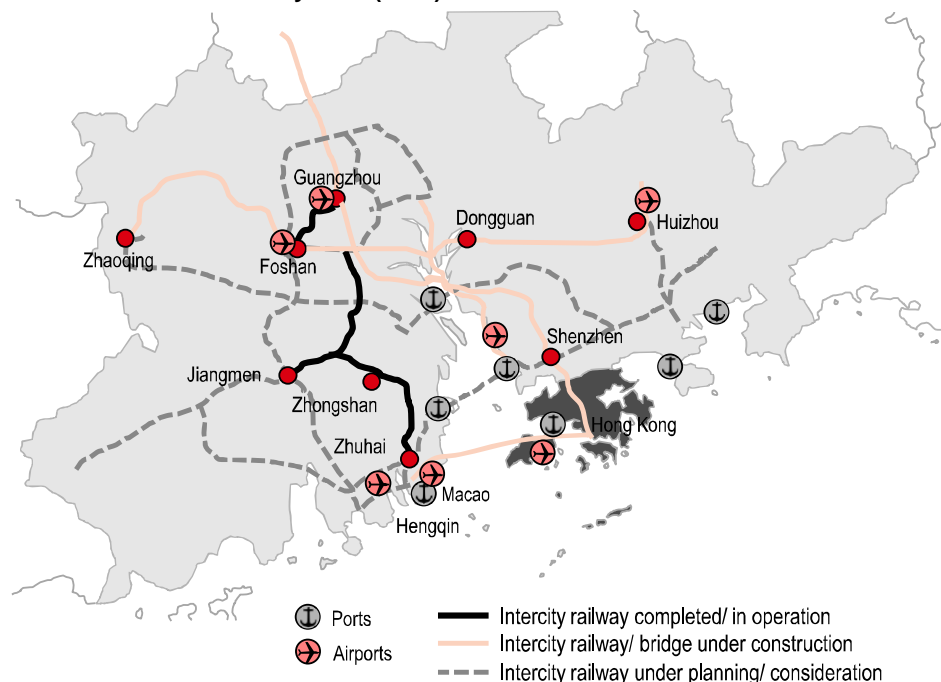 Guangzhou
Dongguan
Huizhou
Zhaoqing
Foshan
Shenzhen
Jiangmen
Zhongshan
Hong Kong
Zhuhai
Macao
Hengqin
Ports
Intercity railway completed/ in operation
Airports
Intercity railway/ bridge under construction
Intercity railway under planning/ consideration